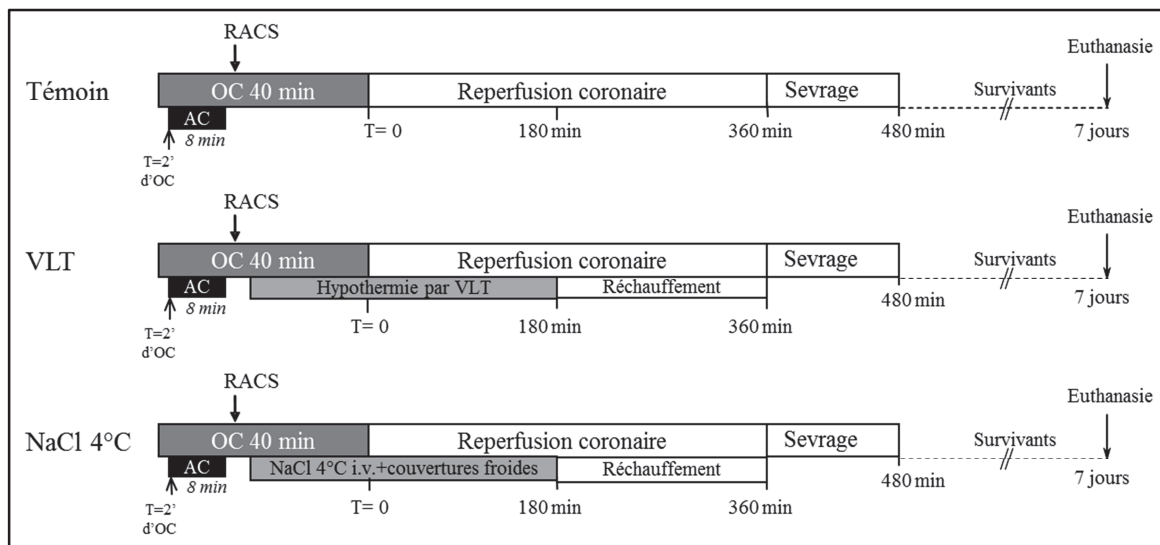 RACS
Euthanasie
Témoin
OC 40 min
Reperfusion coronaire
Sevrage
Survivants
AC
8 min
T= 0
180 min
360 min
480 min
7 jours
T=2’
d’OC
RACS
Euthanasie
VLT
OC 40 min
Reperfusion coronaire
Sevrage
Survivants
AC
Hypothermie par VLT
Réchauffement
8 min
480 min
7 jours
T=2’
d’OC
T= 0
180 min
360 min
RACS
Euthanasie
NaCl 4°C
OC 40 min
Reperfusion coronaire
Sevrage
Survivants
AC
NaCl 4°C i.v.+couvertures froides
Réchauffement
8 min
480 min
7 jours
T=2’
d’OC
T= 0
180 min
360 min